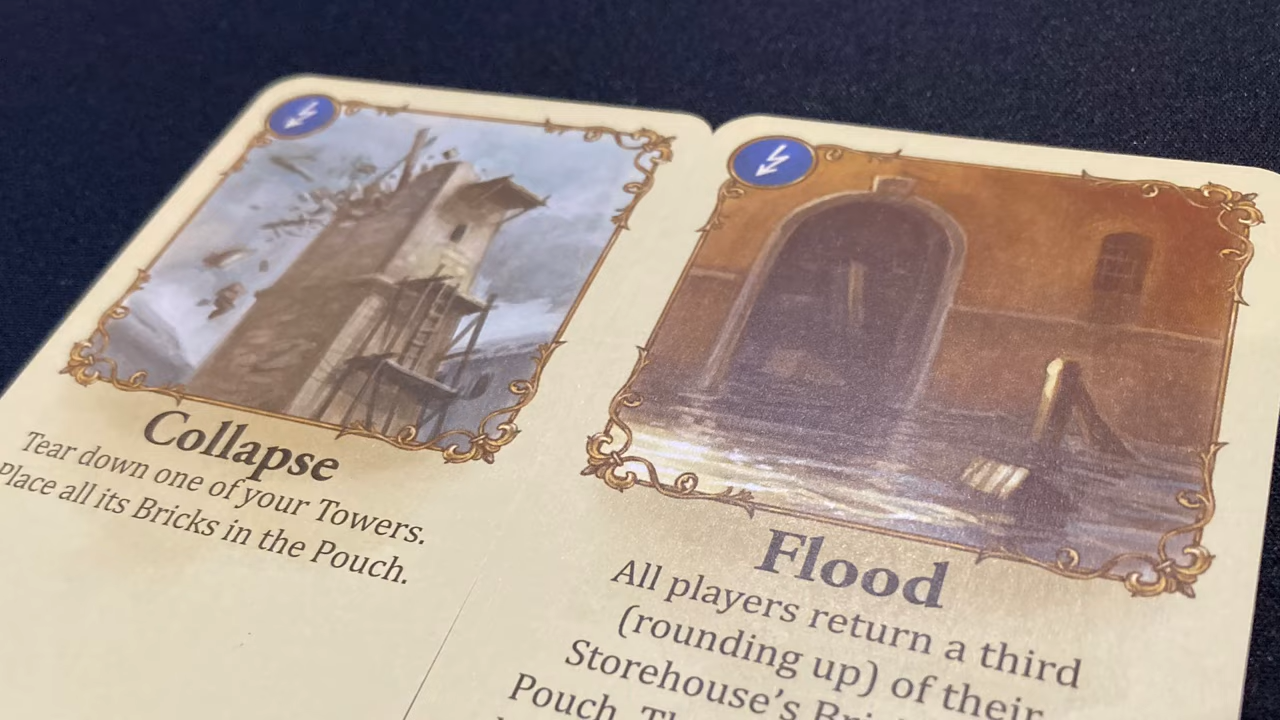 Collapse
Tear down one of your Towers.
Place all its Bricks in the Pouch.
Flood
All players return a third
(rounding up) of their
Storehouse's
Pouch.